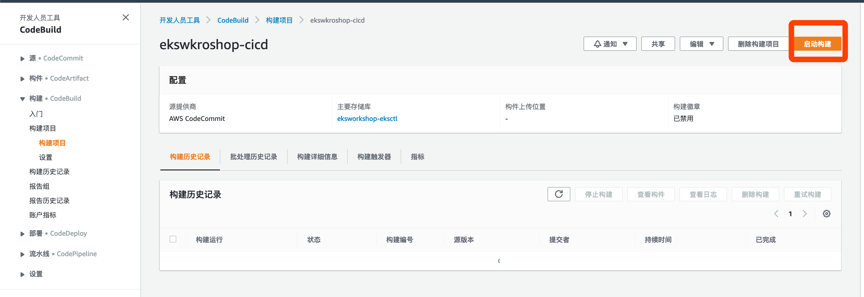 开发人员工具
CodeBuild
源 • CodeCommit
构件 • CodeArtifact
构建 • CodeBuild
入门
构建项目
构建项目
设置
构建历史记录
报告组
报告历史记录
账户指标
部署 • CodeDeploy
流水线 • CodePipeline
设置
开发人员工具 > CodeBuild > 构建项目 > ekswkroshop-cicd
ekswkroshop-cicd
通知 共享 编辑 删除构建项目 启动构建
配置
源提供商 主要存储库 构件上传位置 构建徽章
AWS CodeCommit eksworkshop-eksctl - 已禁用
构建历史记录 批处理历史记录 构建详细信息 构建触发器 指标
构建历史记录 停止构建 查看构件 查看日志 删除构建 重试构建
1
构建运行 状态 构建编号 源版本 提交者 持续时间 已完成